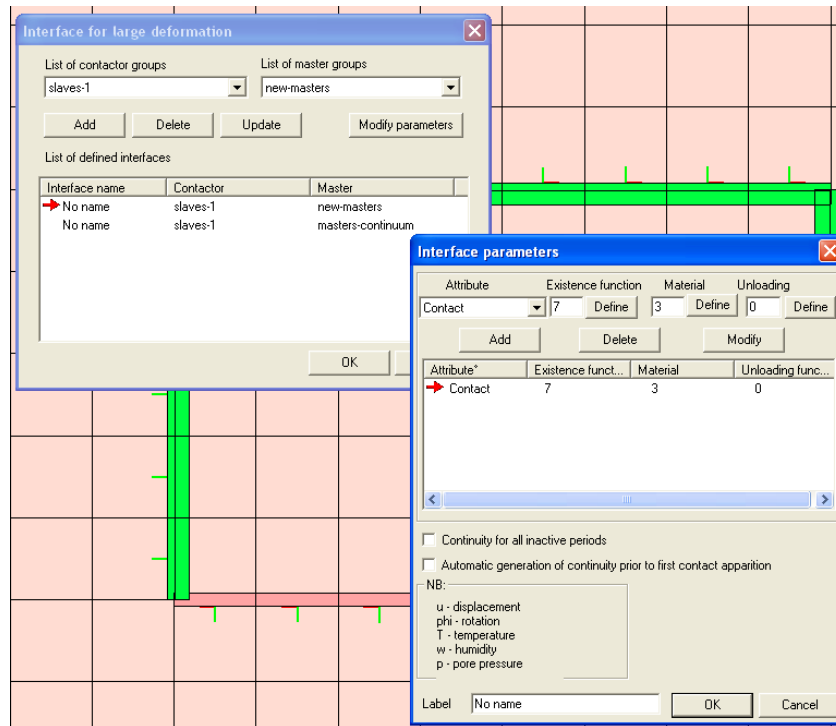 Interface for large deformation
List of contactor groups List of master groups
slaves-1 new-masters
Add Delete Update Modify parameters
List of defined interfaces
Interface name Contactor Master
No name slaves-1 new-masters
No name slaves-1 masters-continuum
OK
Interface parameters
Attribute Existence function Material Unloading
Contact 7 Define 3 Define 0 Define
Add Delete Modify
Attribute* Existence funct... Material Unloading func...
Contact 7 3 0
Continuity for all inactive periods
Automatic generation of continuity prior to first contact apparition
NB:
u - displacement
phi - rotation
T - temperature
w - humidity
p - pore pressure
Label No name OK Cancel